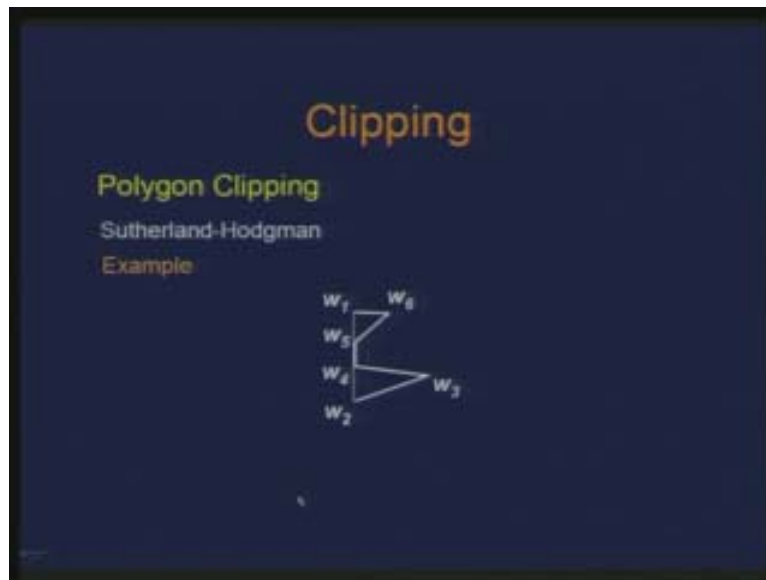 Clipping
Polygon Clipping
Sutherland-Hodgman
Example
w1 w6
w5
w4 w3
w2